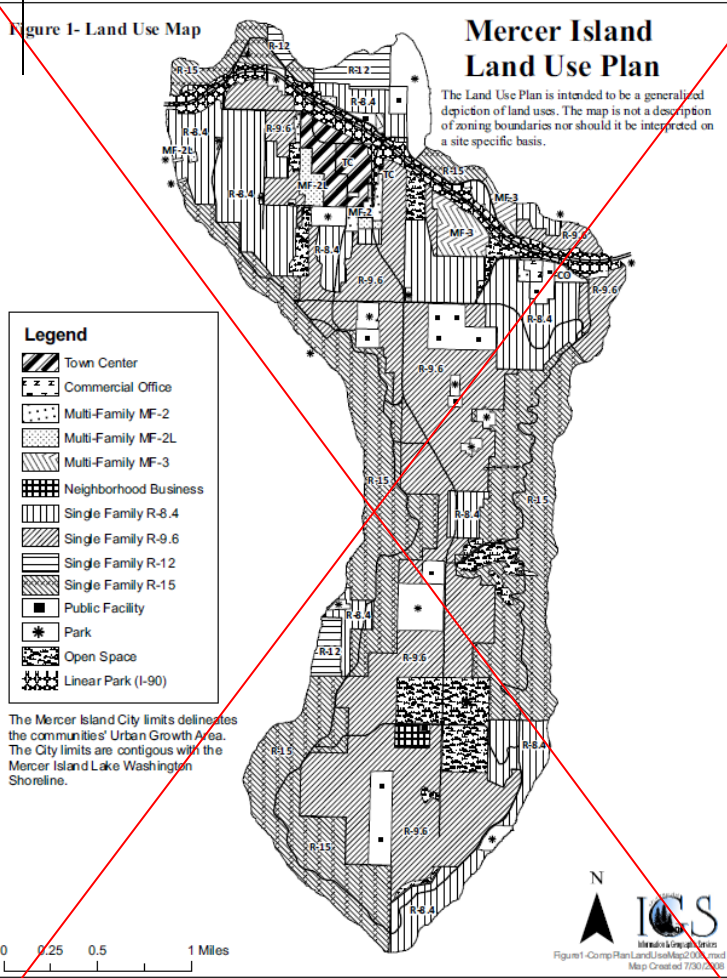 Figure 1- Land Use Map
Mercer Island
Land Use Plan
The Land Use Plan is intended to be a generalized
depiction of land uses. The map is not a description
of zoning boundaries nor should it be interpreted on
a site specific basis.
R-12
R-15
R-12
R-8.4
R-8.4
R-9.6
MF-2L
TC
TC
R-15
MF-2L
R-8.4
MF-3
MF-2
MF-3
R-9.6
R-8.4
R-9.6
CO
R-9.6
R-8.4
R-9.6
R-15
R-15
R-8.4
R-8.4
R-12
R-9.6
R-15
R-8.4
R-9.6
R-15
R-8.4
Legend
Town Center
Commercial Office
Multi-Family MF-2
Multi-Family MF-2L
Multi-Family MF-3
Neighborhood Business
Single Family R-8.4
Single Family R-9.6
Single Family R-12
Single Family R-15
Public Facility
Park
Open Space
Linear Park (I-90)
The Mercer Island City limits delineates
the communities' Urban Growth Area.
The City limits are contigous with the
Mercer Island Lake Washington
Shoreline.
N
IGS
Information & Geographic Services
0 0.25 0.5 1 Miles
Figure1-CompPlanLandUseMap2008.mxd
Map Created 7/30/2008